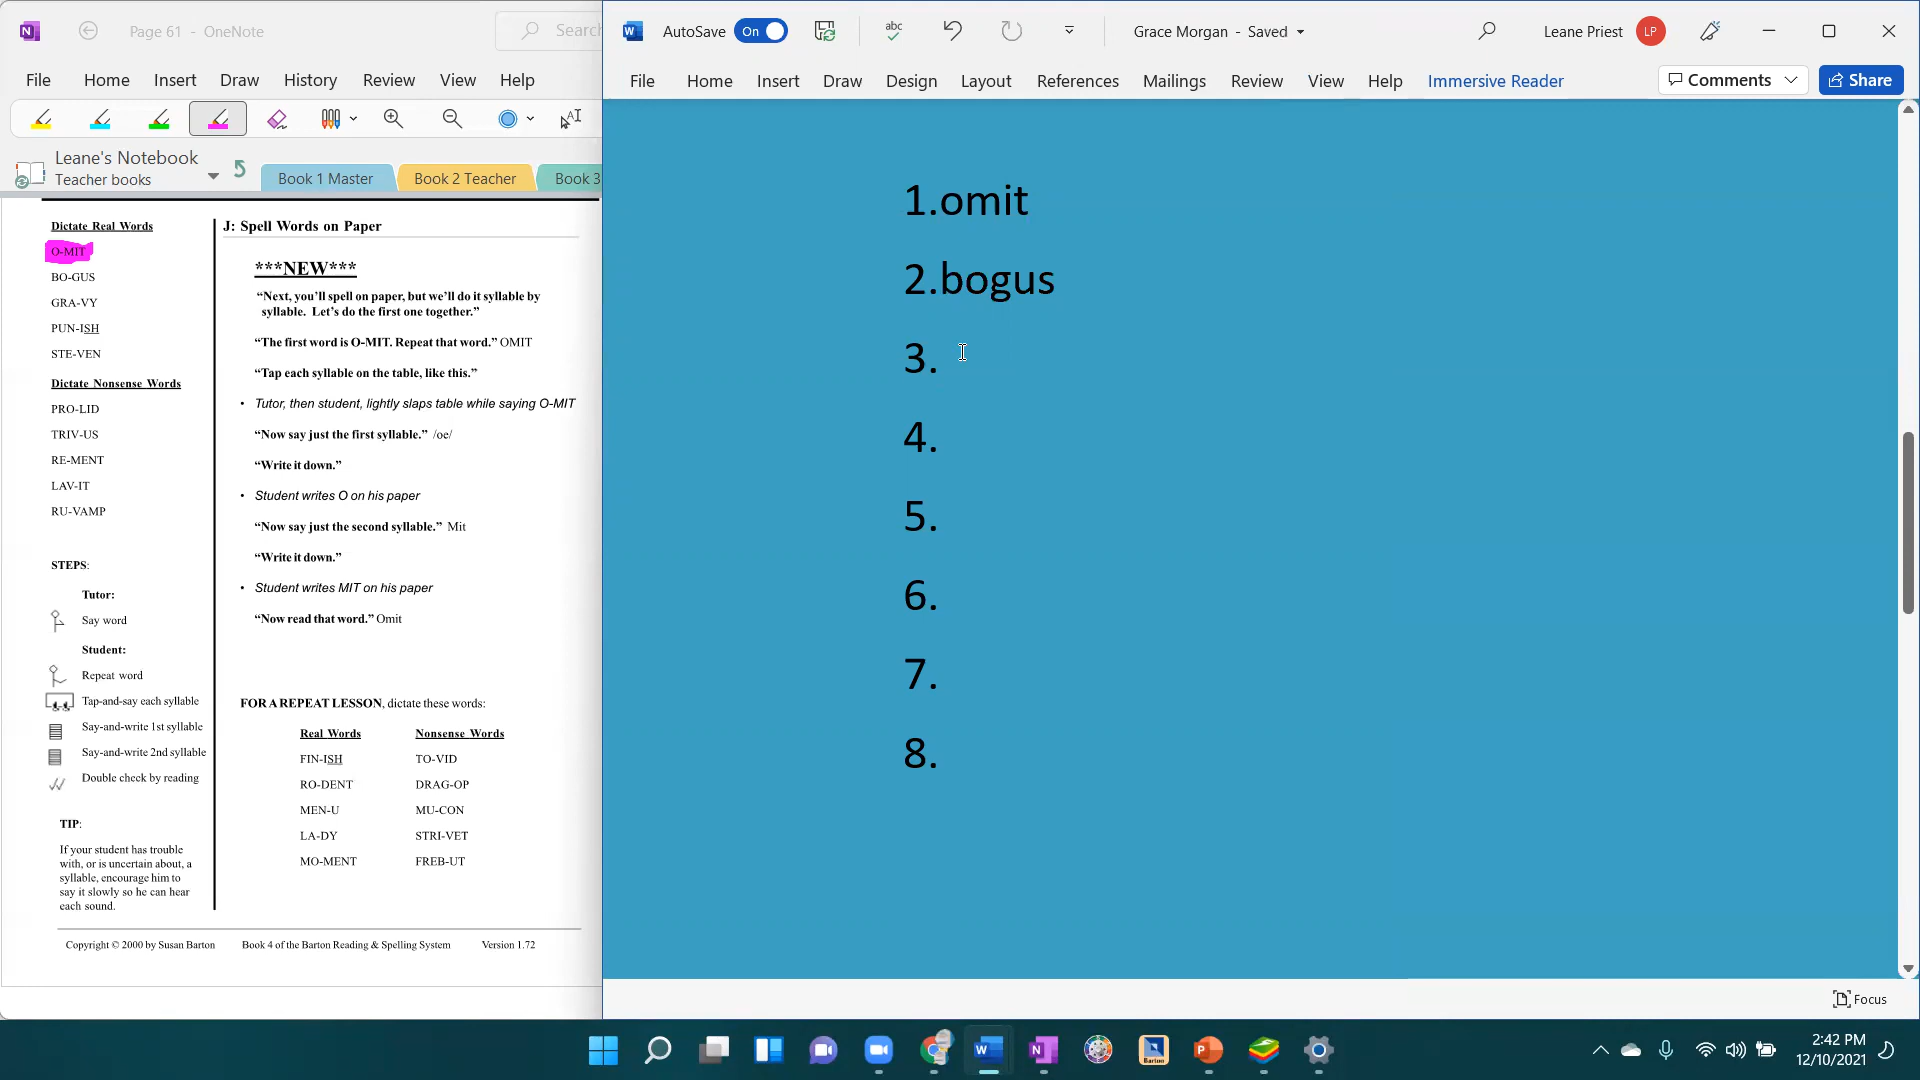 Page 61 - OneNote
Search
File Home Insert Draw History Review View Help
Leane's Notebook
Teacher books
Book 1 Master
Book 2 Teacher
Book 3
Dictate Real Words
O-MIT
BO-GUS
GRA-VY
PUN-ISH
STE-VEN
Dictate Nonsense Words
PRO-LID
TRIV-US
RE-MENT
LAV-IT
RU-VAMP
STEPS:
Tutor:
Say word
Student:
Repeat word
Tap-and-say each syllable
Say-and-write 1st syllable
Say-and-write 2nd syllable
Double check by reading
TIP:
If your student has trouble
with, or is uncertain about, a
syllable, encourage him to
say it slowly so he can hear
each sound.
J: Spell Words on Paper
***NEW***
“Next, you’ll spell on paper, but we’ll do it syllable by
syllable. Let’s do the first one together.”
“The first word is O-MIT. Repeat that word.” OMIT
“Tap each syllable on the table, like this.”
• Tutor, then student, lightly slaps table while saying O-MIT
“Now say just the first syllable.” /oe/
“Write it down.”
• Student writes O on his paper
“Now say just the second syllable.” Mit
“Write it down.”
• Student writes MIT on his paper
“Now read that word.” Omit
FOR A REPEAT LESSON, dictate these words:
Real Words Nonsense Words
FIN-ISH TO-VID
RO-DENT DRAG-OP
MEN-U MU-CON
LA-DY STRI-VET
MO-MENT FREB-UT
Copyright © 2000 by Susan Barton Book 4 of the Barton Reading & Spelling System Version 1.72
AutoSave On
abc
Grace Morgan - Saved
Leane Priest LP
File Home Insert Draw Design Layout References Mailings Review View Help Immersive Reader
Comments
Share
1.omit
2.bogus
3.
4.
5.
6.
7.
8.
Focus
Barton
2:42 PM
12/10/2021